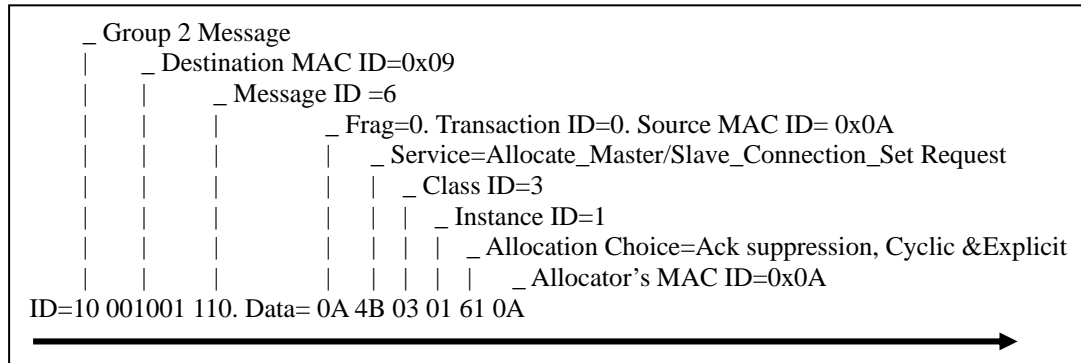 _ Group 2 Message
| _ Destination MAC ID=0x09
| | _ Message ID =6
| | | _ Frag=0. Transaction ID=0. Source MAC ID= 0x0A
| | | | _ Service=Allocate_Master/Slave_Connection_Set Request
| | | | | _ Class ID=3
| | | | | | _ Instance ID=1
| | | | | | | _ Allocation Choice=Ack suppression, Cyclic &Explicit
| | | | | | | | _ Allocator’s MAC ID=0x0A
ID=10 001001 110. Data= 0A 4B 03 01 61 0A